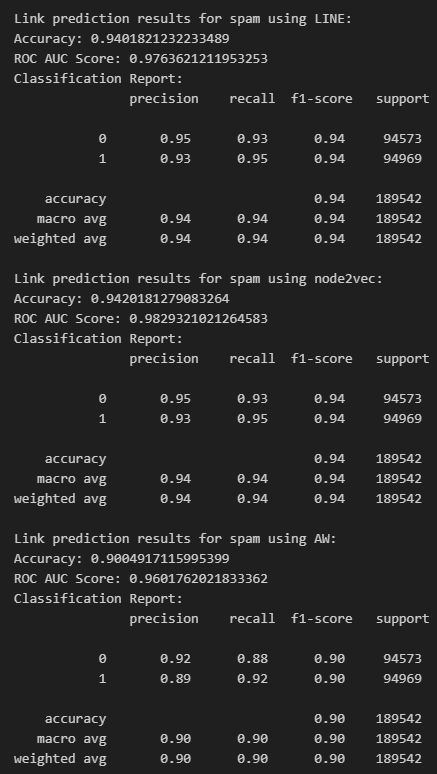 Link prediction results for spam using LINE:
Accuracy: 0.9401821232233489
ROC AUC Score: 0.9763621211953253
Classification Report:
precision recall f1-score support
0 0.95 0.93 0.94 94573
1 0.93 0.95 0.94 94969
accuracy 0.94 189542
macro avg 0.94 0.94 0.94 189542
weighted avg 0.94 0.94 0.94 189542
Link prediction results for spam using node2vec:
Accuracy: 0.9420181279083264
ROC AUC Score: 0.9829321021264583
Classification Report:
precision recall f1-score support
0 0.95 0.93 0.94 94573
1 0.93 0.95 0.94 94969
accuracy 0.94 189542
macro avg 0.94 0.94 0.94 189542
weighted avg 0.94 0.94 0.94 189542
Link prediction results for spam using AW:
Accuracy: 0.9004917115995399
ROC AUC Score: 0.9601762021833362
Classification Report:
precision recall f1-score support
0 0.92 0.88 0.90 94573
1 0.89 0.92 0.90 94969
accuracy 0.90 189542
macro avg 0.90 0.90 0.90 189542
weighted avg 0.90 0.90 0.90 189542